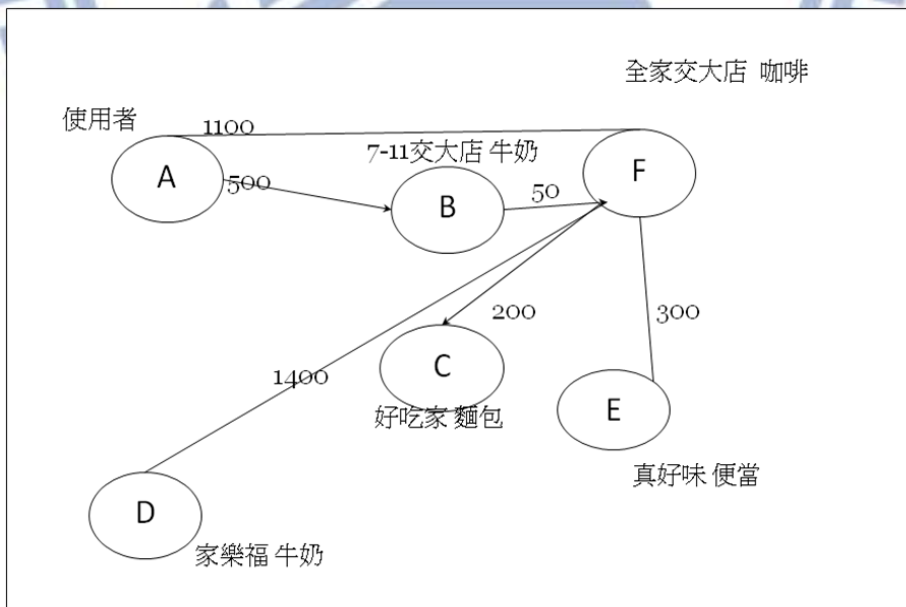 全家交大店 咖啡
使用者
1100
7-11交大店 牛奶
A
500
B
50
F
200
300
1400
C
好吃家 麵包
E
真好味 便當
D
家樂福 牛奶